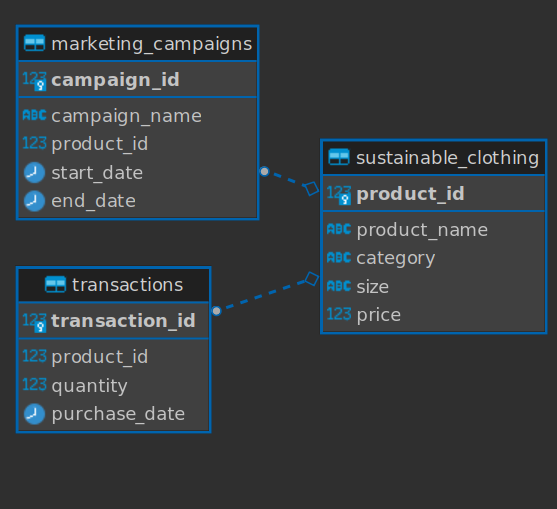 marketing_campaigns
123 campaign_id
ABC campaign_name
123 product_id
start_date
end_date
sustainable_clothing
123 product_id
ABC product_name
ABC category
ABC size
123 price
transactions
123 transaction_id
123 product_id
123 quantity
purchase_date